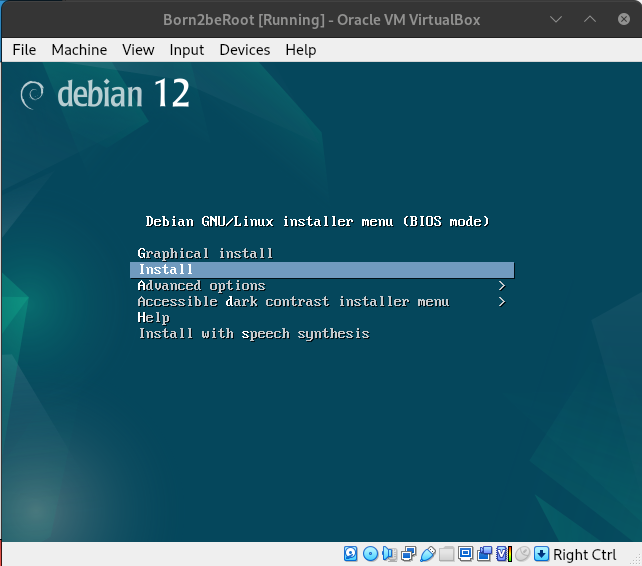 Born2beRoot [Running] - Oracle VM VirtualBox
File Machine View Input Devices Help
debian 12
Debian GNU/Linux installer menu (BIOS mode)
Graphical install
Install
Advanced options >
Accessible dark contrast installer menu >
Help
Install with speech synthesis
Right Ctrl